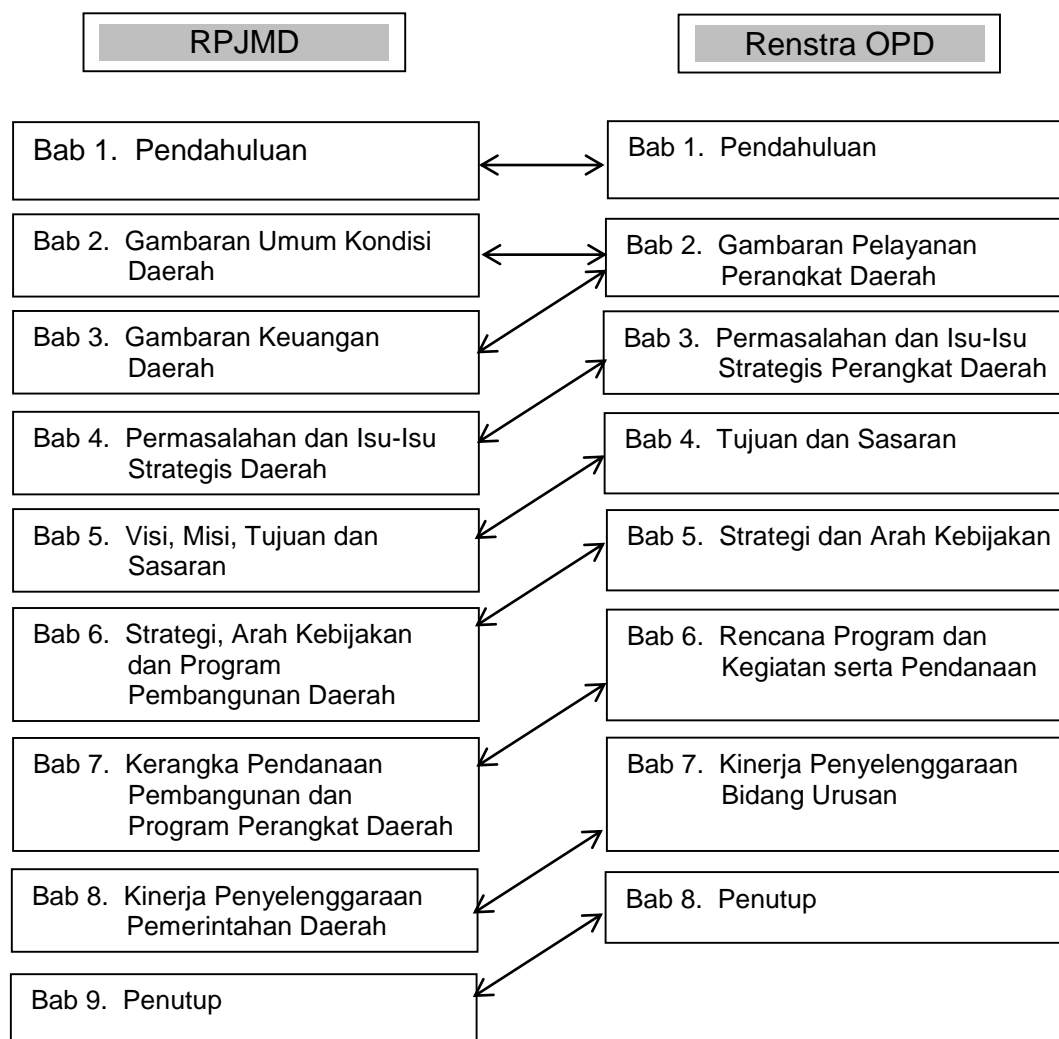 RPJMD
Renstra OPD
Bab 1. Pendahuluan
Bab 2. Gambaran Umum Kondisi
Daerah
Bab 3. Gambaran Keuangan
Daerah
Bab 4. Permasalahan dan Isu-Isu
Strategis Daerah
Bab 5. Visi, Misi, Tujuan dan
Sasaran
Bab 6. Strategi, Arah Kebijakan
dan Program
Pembangunan Daerah
Bab 7. Kerangka Pendanaan
Pembangunan dan
Program Perangkat Daerah
Bab 8. Kinerja Penyelenggaraan
Pemerintahan Daerah
Bab 9. Penutup
Bab 1. Pendahuluan
Bab 2. Gambaran Pelayanan
Perangkat Daerah
Bab 3. Permasalahan dan Isu-Isu
Strategis Perangkat Daerah
Bab 4. Tujuan dan Sasaran
Bab 5. Strategi dan Arah Kebijakan
Bab 6. Rencana Program dan
Kegiatan serta Pendanaan
Bab 7. Kinerja Penyelenggaraan
Bidang Urusan
Bab 8. Penutup